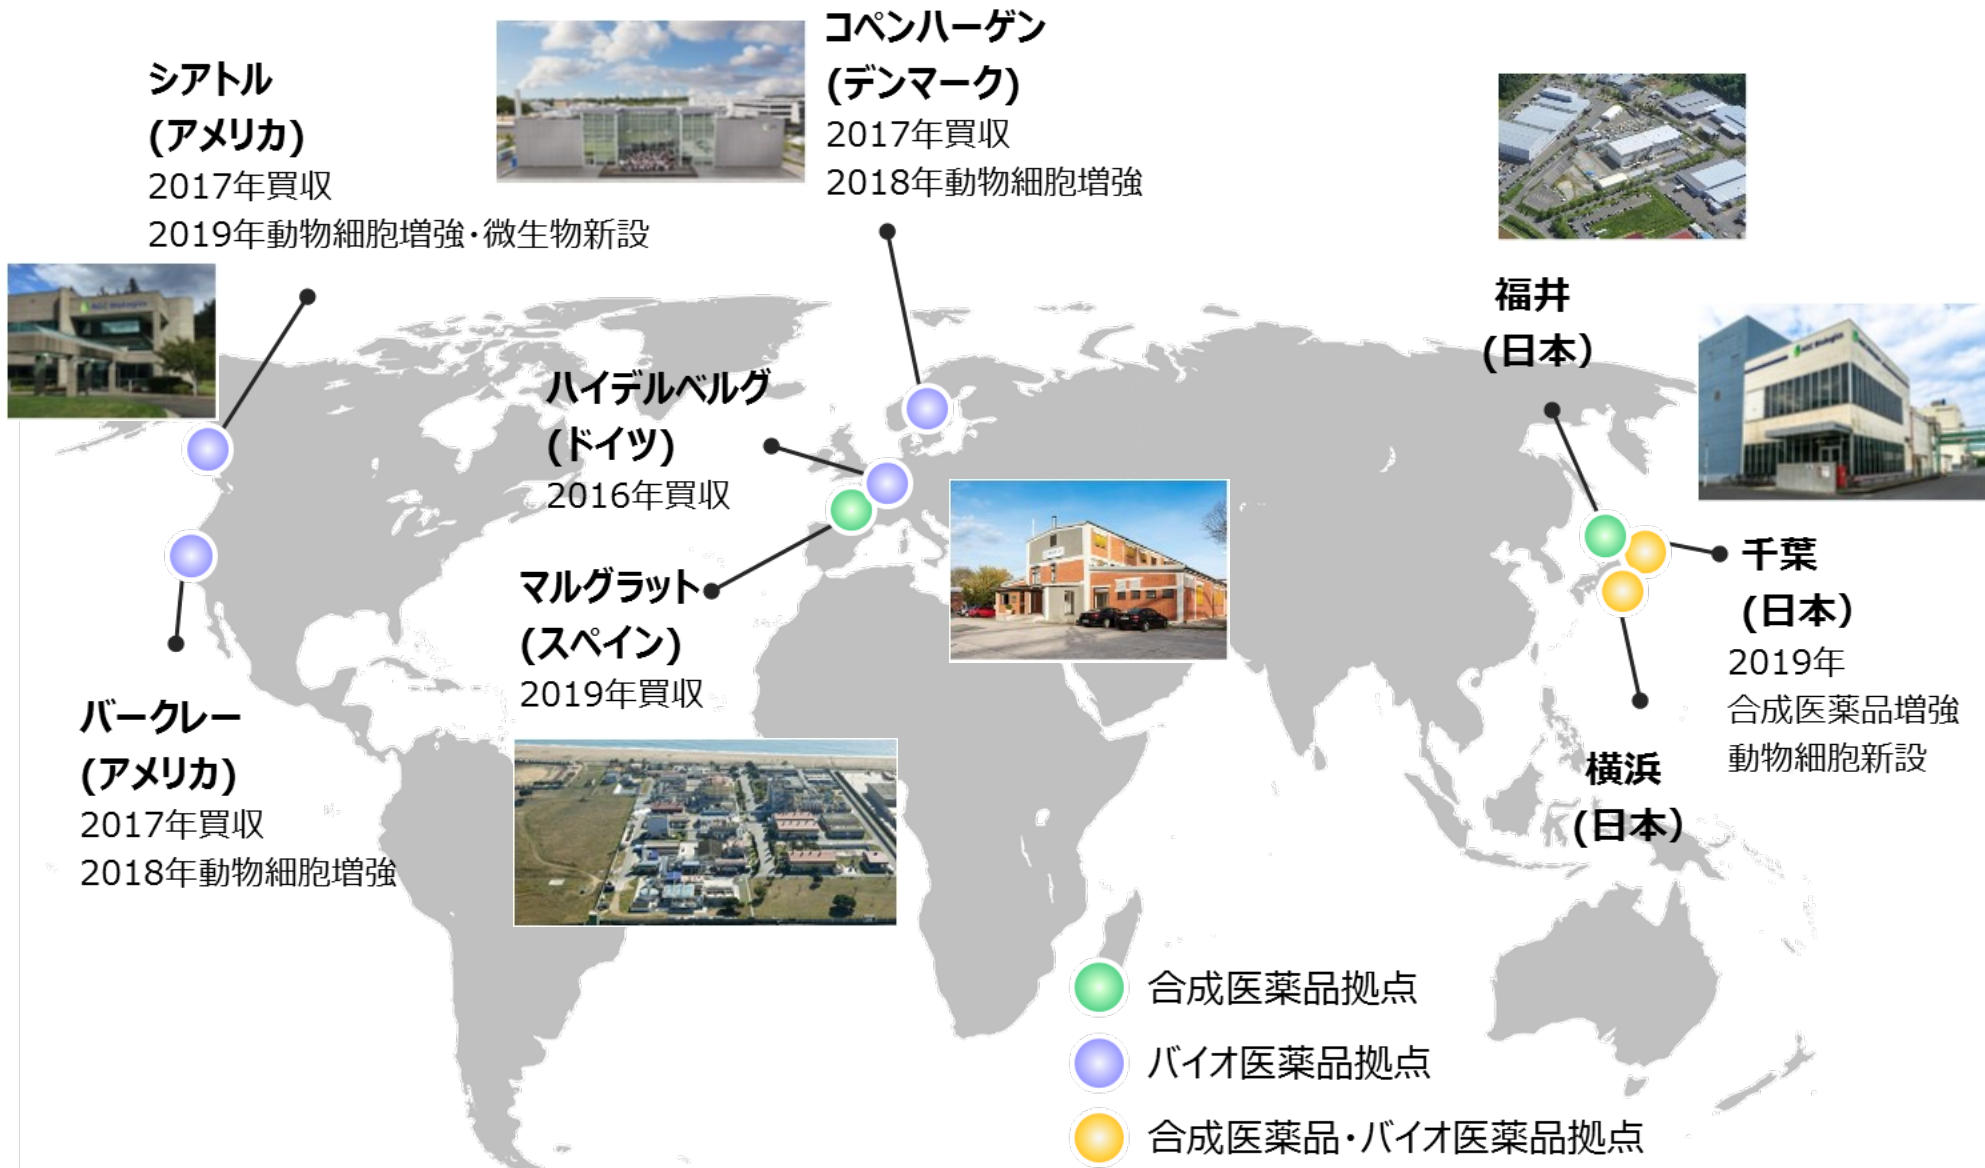 シアトル
(アメリカ)
2017年買収
2019年動物細胞増強・微生物新設
コペンハーゲン
(デンマーク)
2017年買収
2018年動物細胞増強
福井
(日本)
AGC Biologics
AGC Biologics
ハイデルベルグ
(ドイツ)
2016年買収
マルグラット
(スペイン)
2019年買収
千葉
(日本)
2019年
合成医薬品増強
動物細胞新設
バークレー
(アメリカ)
2017年買収
2018年動物細胞増強
横浜
(日本)
合成医薬品拠点
バイオ医薬品拠点
合成医薬品・バイオ医薬品拠点